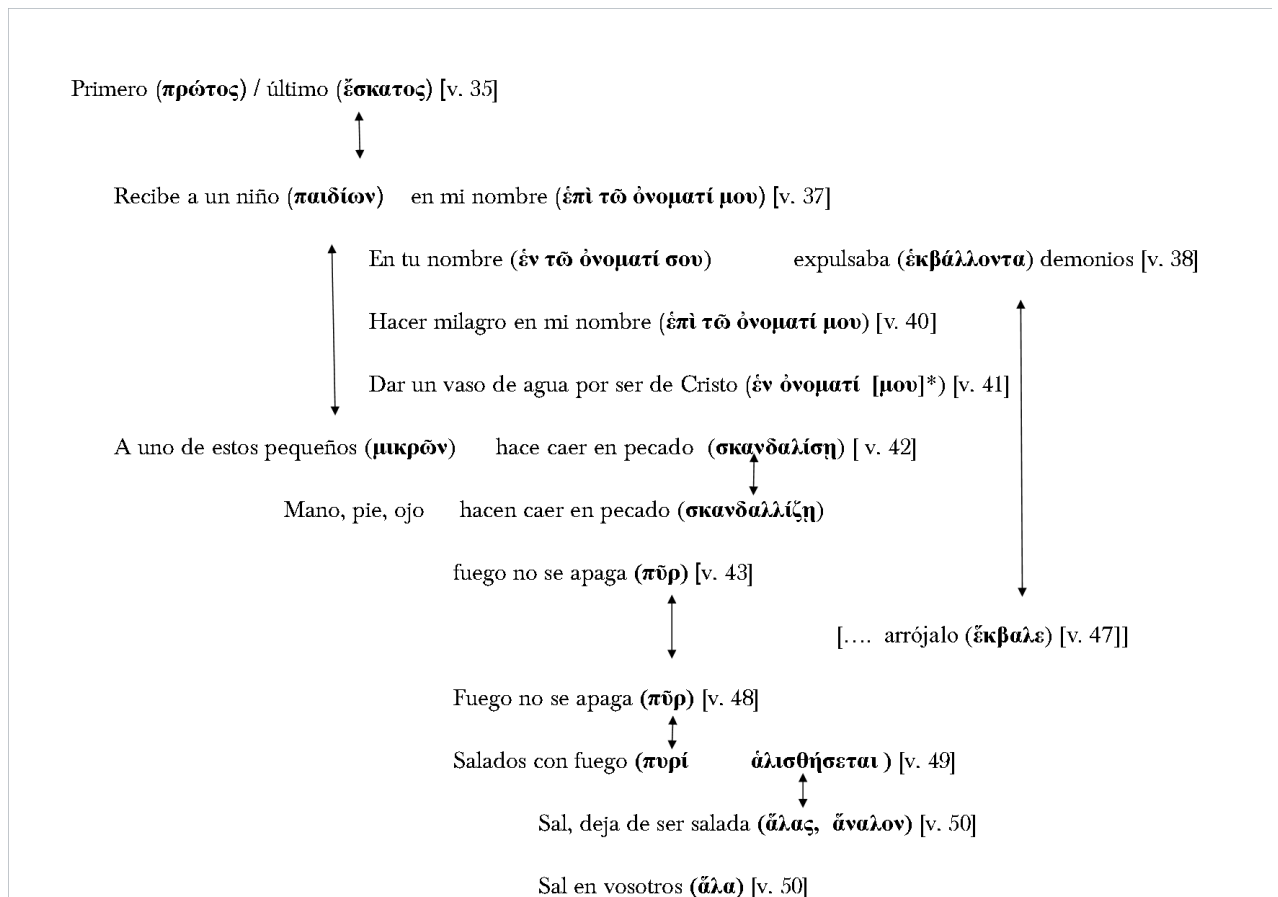 Primero (πρώτος) / último (ἔσκατος) [v. 35]
Recibe a un niño (παιδίων) en mi nombre (ἐπὶ τῶ ὀνοματί μου) [v. 37]
En tu nombre (ἐν τῶ ὀνοματί σου) expulsaba (ἐκβάλλοντα) demonios [v. 38]
Hacer milagro en mi nombre (ἐπὶ τῶ ὀνοματί μου) [v. 40]
Dar un vaso de agua por ser de Cristo (ἐν ὀνοματί [μου]*) [v. 41]
A uno de estos pequeños (μικρῶν) hace caer en pecado (σκανδαλίσῃ) [ v. 42]
Mano, pie, ojo hacen caer en pecado (σκανδαλλίζῃ)
fuego no se apaga (πῦρ) [v. 43]
[…. arrójalo (ἔκβαλε) [v. 47]]
Fuego no se apaga (πῦρ) [v. 48]
Salados con fuego (πυρί ἁλισθήσεται ) [v. 49]
Sal, deja de ser salada (ἅλας, ἄναλον) [v. 50]
Sal en vosotros (ἅλα) [v. 50]